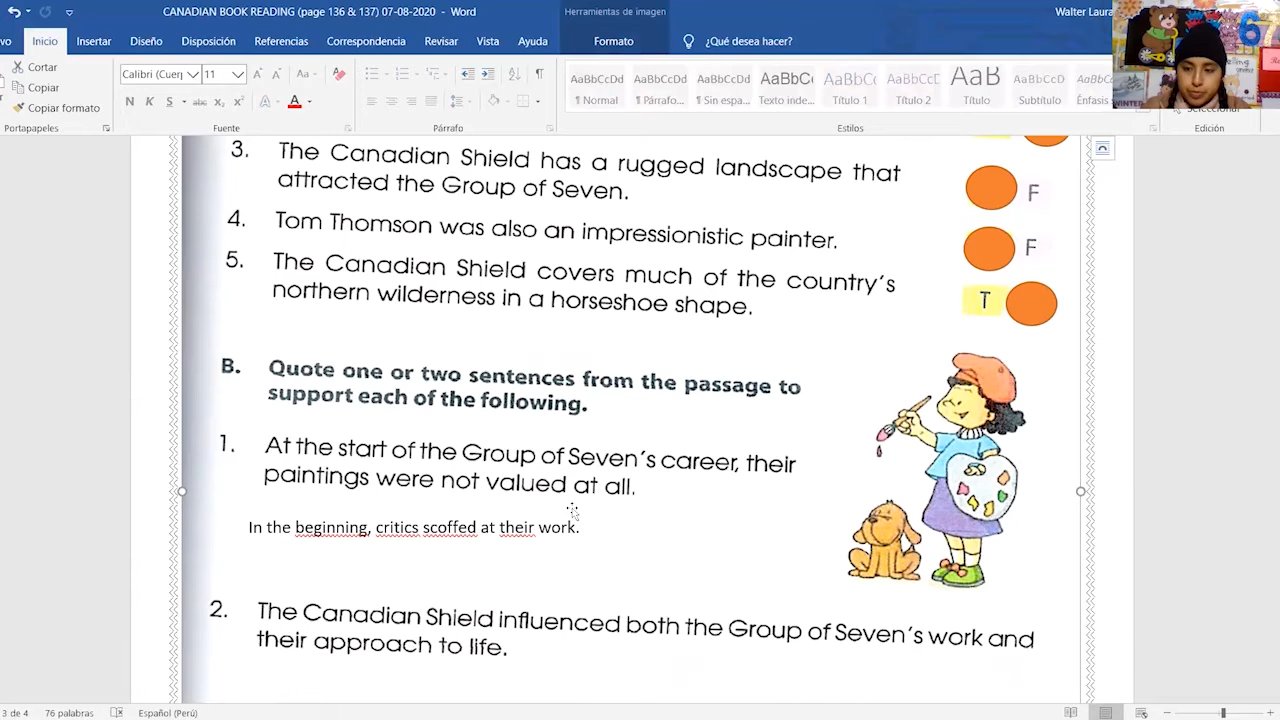 CANADIAN BOOK READING (page 136 & 137) 07-08-2020 - Word
Herramientas de imagen
Walter Laura
vo Inicio Insertar Diseño Disposición Referencias Correspondencia Revisar Vista Ayuda Formato ¿Qué desea hacer?
Cortar
Copiar
Copiar formato
Portapapeles
Calibri (Cuerp 11
N K S abc x₂ x² A A
Fuente
Párrafo
AaBbCcDd AaBbCcDd AaBbCcDd AaBbC AaBbCcC AaBbCcE AaB AaBbCcD AaBbCcDd
¶ Normal ¶ Párrafo... ¶ Sin espa... Texto inde... Título 1 Título 2 Título Subtítulo Énfasis
Estilos
Edición
3. The Canadian Shield has a rugged landscape that
attracted the Group of Seven. F
4. Tom Thomson was also an impressionistic painter. F
5. The Canadian Shield covers much of the country's
northern wilderness in a horseshoe shape. T
B. Quote one or two sentences from the passage to
support each of the following.
1. At the start of the Group of Seven's career, their
paintings were not valued at all.
In the beginning, critics scoffed at their work.
2. The Canadian Shield influenced both the Group of Seven's work and
their approach to life.
3 de 4 76 palabras Español (Perú)